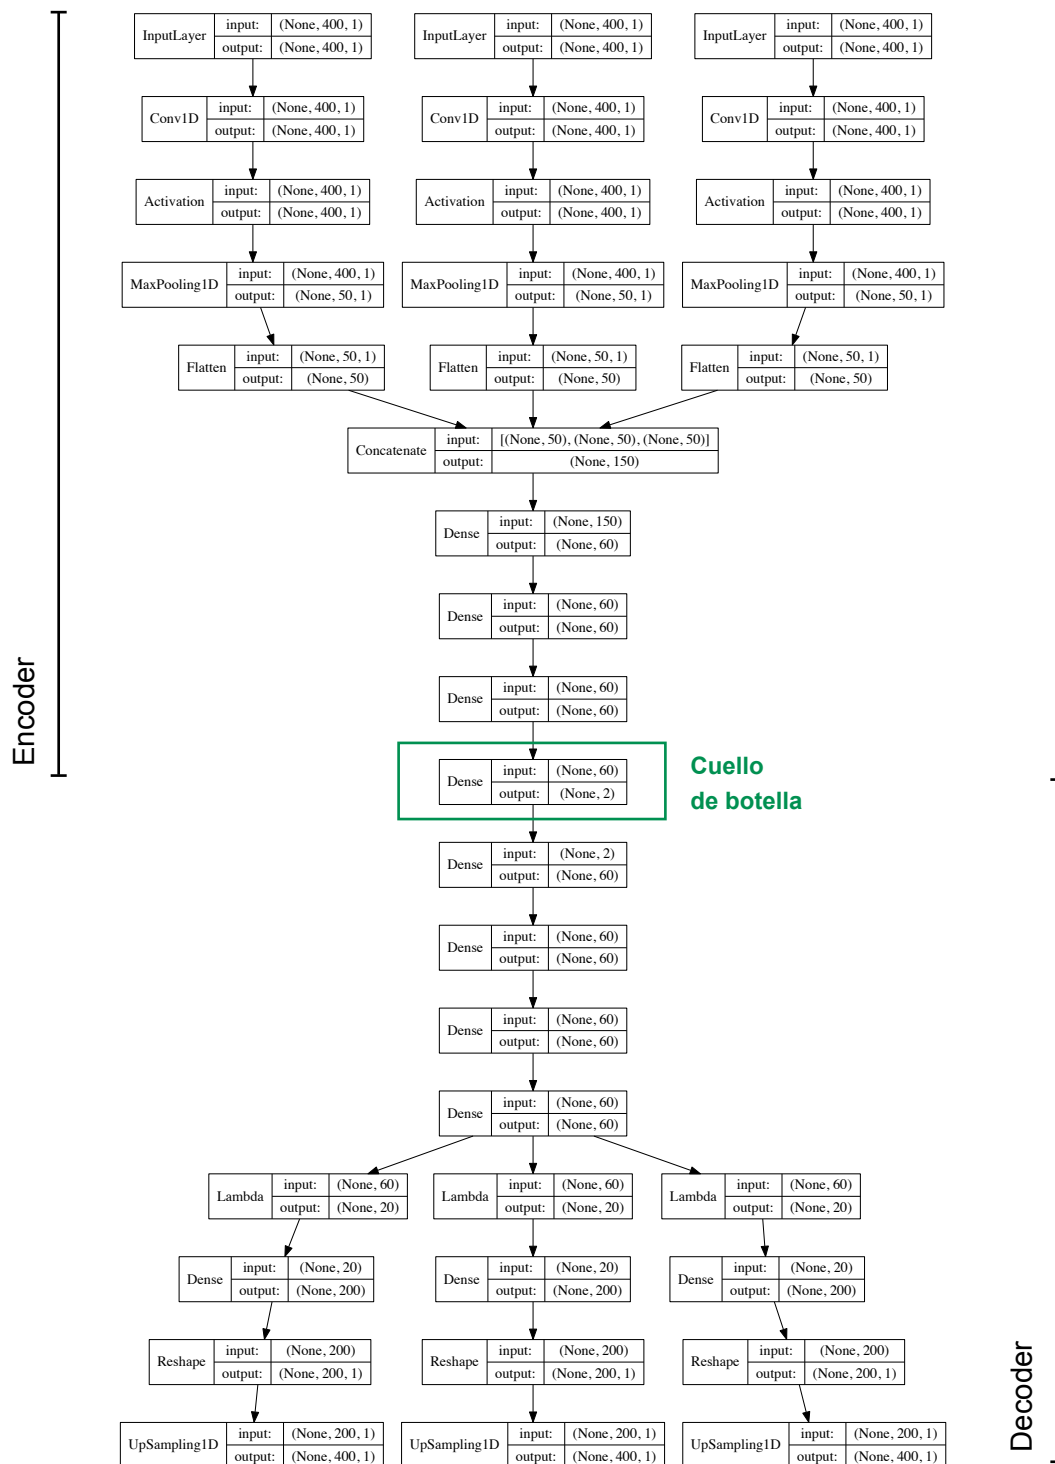 InputLayer input: (None, 400, 1) output: (None, 400, 1)
InputLayer input: (None, 400, 1) output: (None, 400, 1)
InputLayer input: (None, 400, 1) output: (None, 400, 1)
Conv1D input: (None, 400, 1) output: (None, 400, 1)
Conv1D input: (None, 400, 1) output: (None, 400, 1)
Conv1D input: (None, 400, 1) output: (None, 400, 1)
Activation input: (None, 400, 1) output: (None, 400, 1)
Activation input: (None, 400, 1) output: (None, 400, 1)
Activation input: (None, 400, 1) output: (None, 400, 1)
MaxPooling1D input: (None, 400, 1) output: (None, 50, 1)
MaxPooling1D input: (None, 400, 1) output: (None, 50, 1)
MaxPooling1D input: (None, 400, 1) output: (None, 50, 1)
Flatten input: (None, 50, 1) output: (None, 50)
Flatten input: (None, 50, 1) output: (None, 50)
Flatten input: (None, 50, 1) output: (None, 50)
Concatenate input: [(None, 50), (None, 50), (None, 50)] output: (None, 150)
Dense input: (None, 150) output: (None, 60)
Dense input: (None, 60) output: (None, 60)
Dense input: (None, 60) output: (None, 60)
Encoder
Dense input: (None, 60) output: (None, 2)
Cuello
de botella
Dense input: (None, 2) output: (None, 60)
Dense input: (None, 60) output: (None, 60)
Dense input: (None, 60) output: (None, 60)
Dense input: (None, 60) output: (None, 60)
Lambda input: (None, 60) output: (None, 20)
Lambda input: (None, 60) output: (None, 20)
Lambda input: (None, 60) output: (None, 20)
Dense input: (None, 20) output: (None, 200)
Dense input: (None, 20) output: (None, 200)
Dense input: (None, 20) output: (None, 200)
Reshape input: (None, 200) output: (None, 200, 1)
Reshape input: (None, 200) output: (None, 200, 1)
Reshape input: (None, 200) output: (None, 200, 1)
UpSampling1D input: (None, 200, 1) output: (None, 400, 1)
UpSampling1D input: (None, 200, 1) output: (None, 400, 1)
UpSampling1D input: (None, 200, 1) output: (None, 400, 1)
Decoder